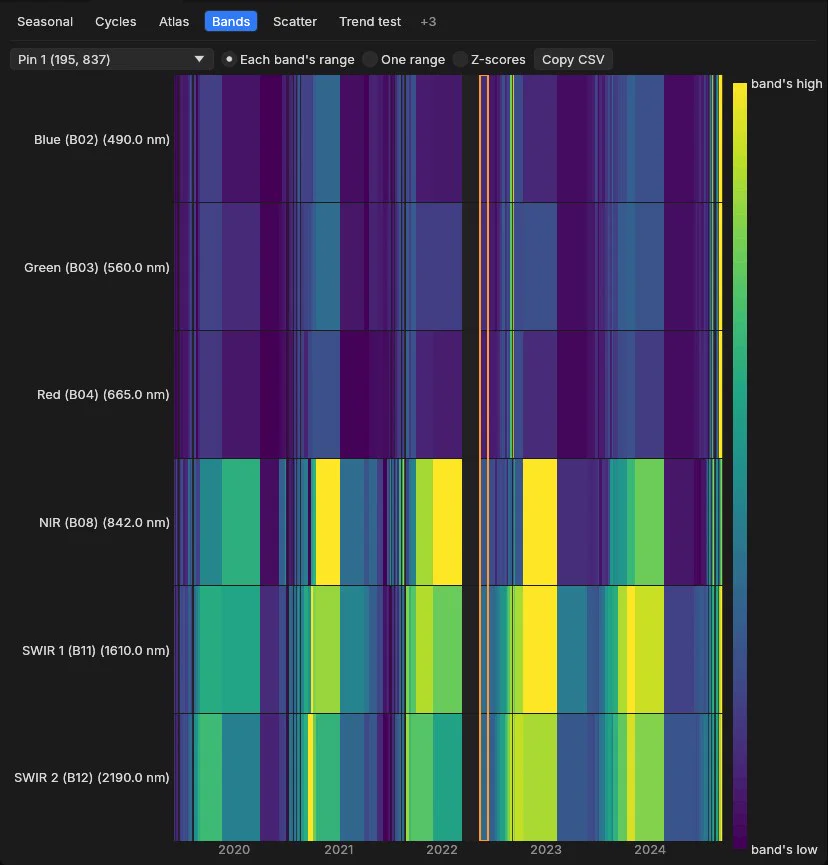 Seasonal Cycles Atlas Bands Scatter Trend test +3
Pin 1 (195, 837) Each band's range One range Z-scores Copy CSV
band's high
Blue (B02) (490.0 nm)
Green (B03) (560.0 nm)
Red (B04) (665.0 nm)
NIR (B08) (842.0 nm)
SWIR 1 (B11) (1610.0 nm)
SWIR 2 (B12) (2190.0 nm)
2020 2021 2022 2023 2024
band's low